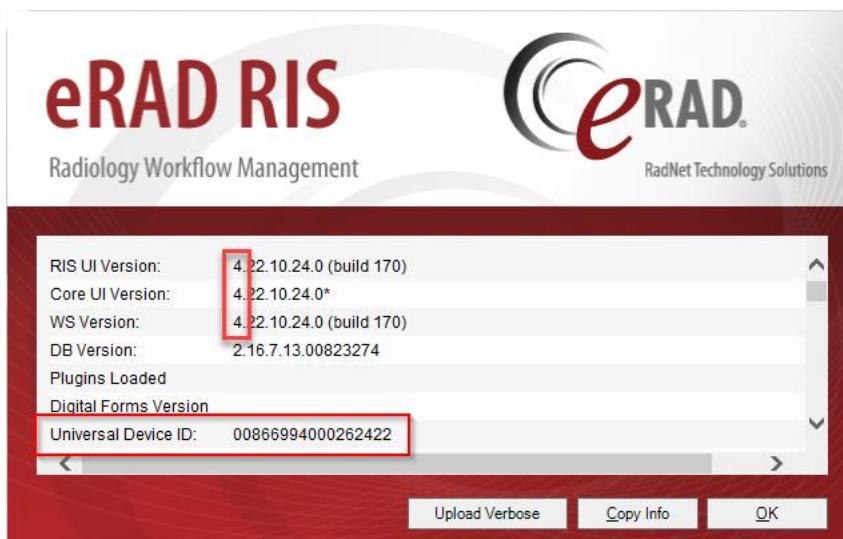 eRAD RIS
Radiology Workflow Management
eRAD®
RadNet Technology Solutions
RIS UI Version: 4.22.10.24.0 (build 170)
Core UI Version: 4.22.10.24.0*
WS Version: 4.22.10.24.0 (build 170)
DB Version: 2.16.7.13.00823274
Plugins Loaded
Digital Forms Version
Universal Device ID: 00866994000262422
Upload Verbose Copy Info OK